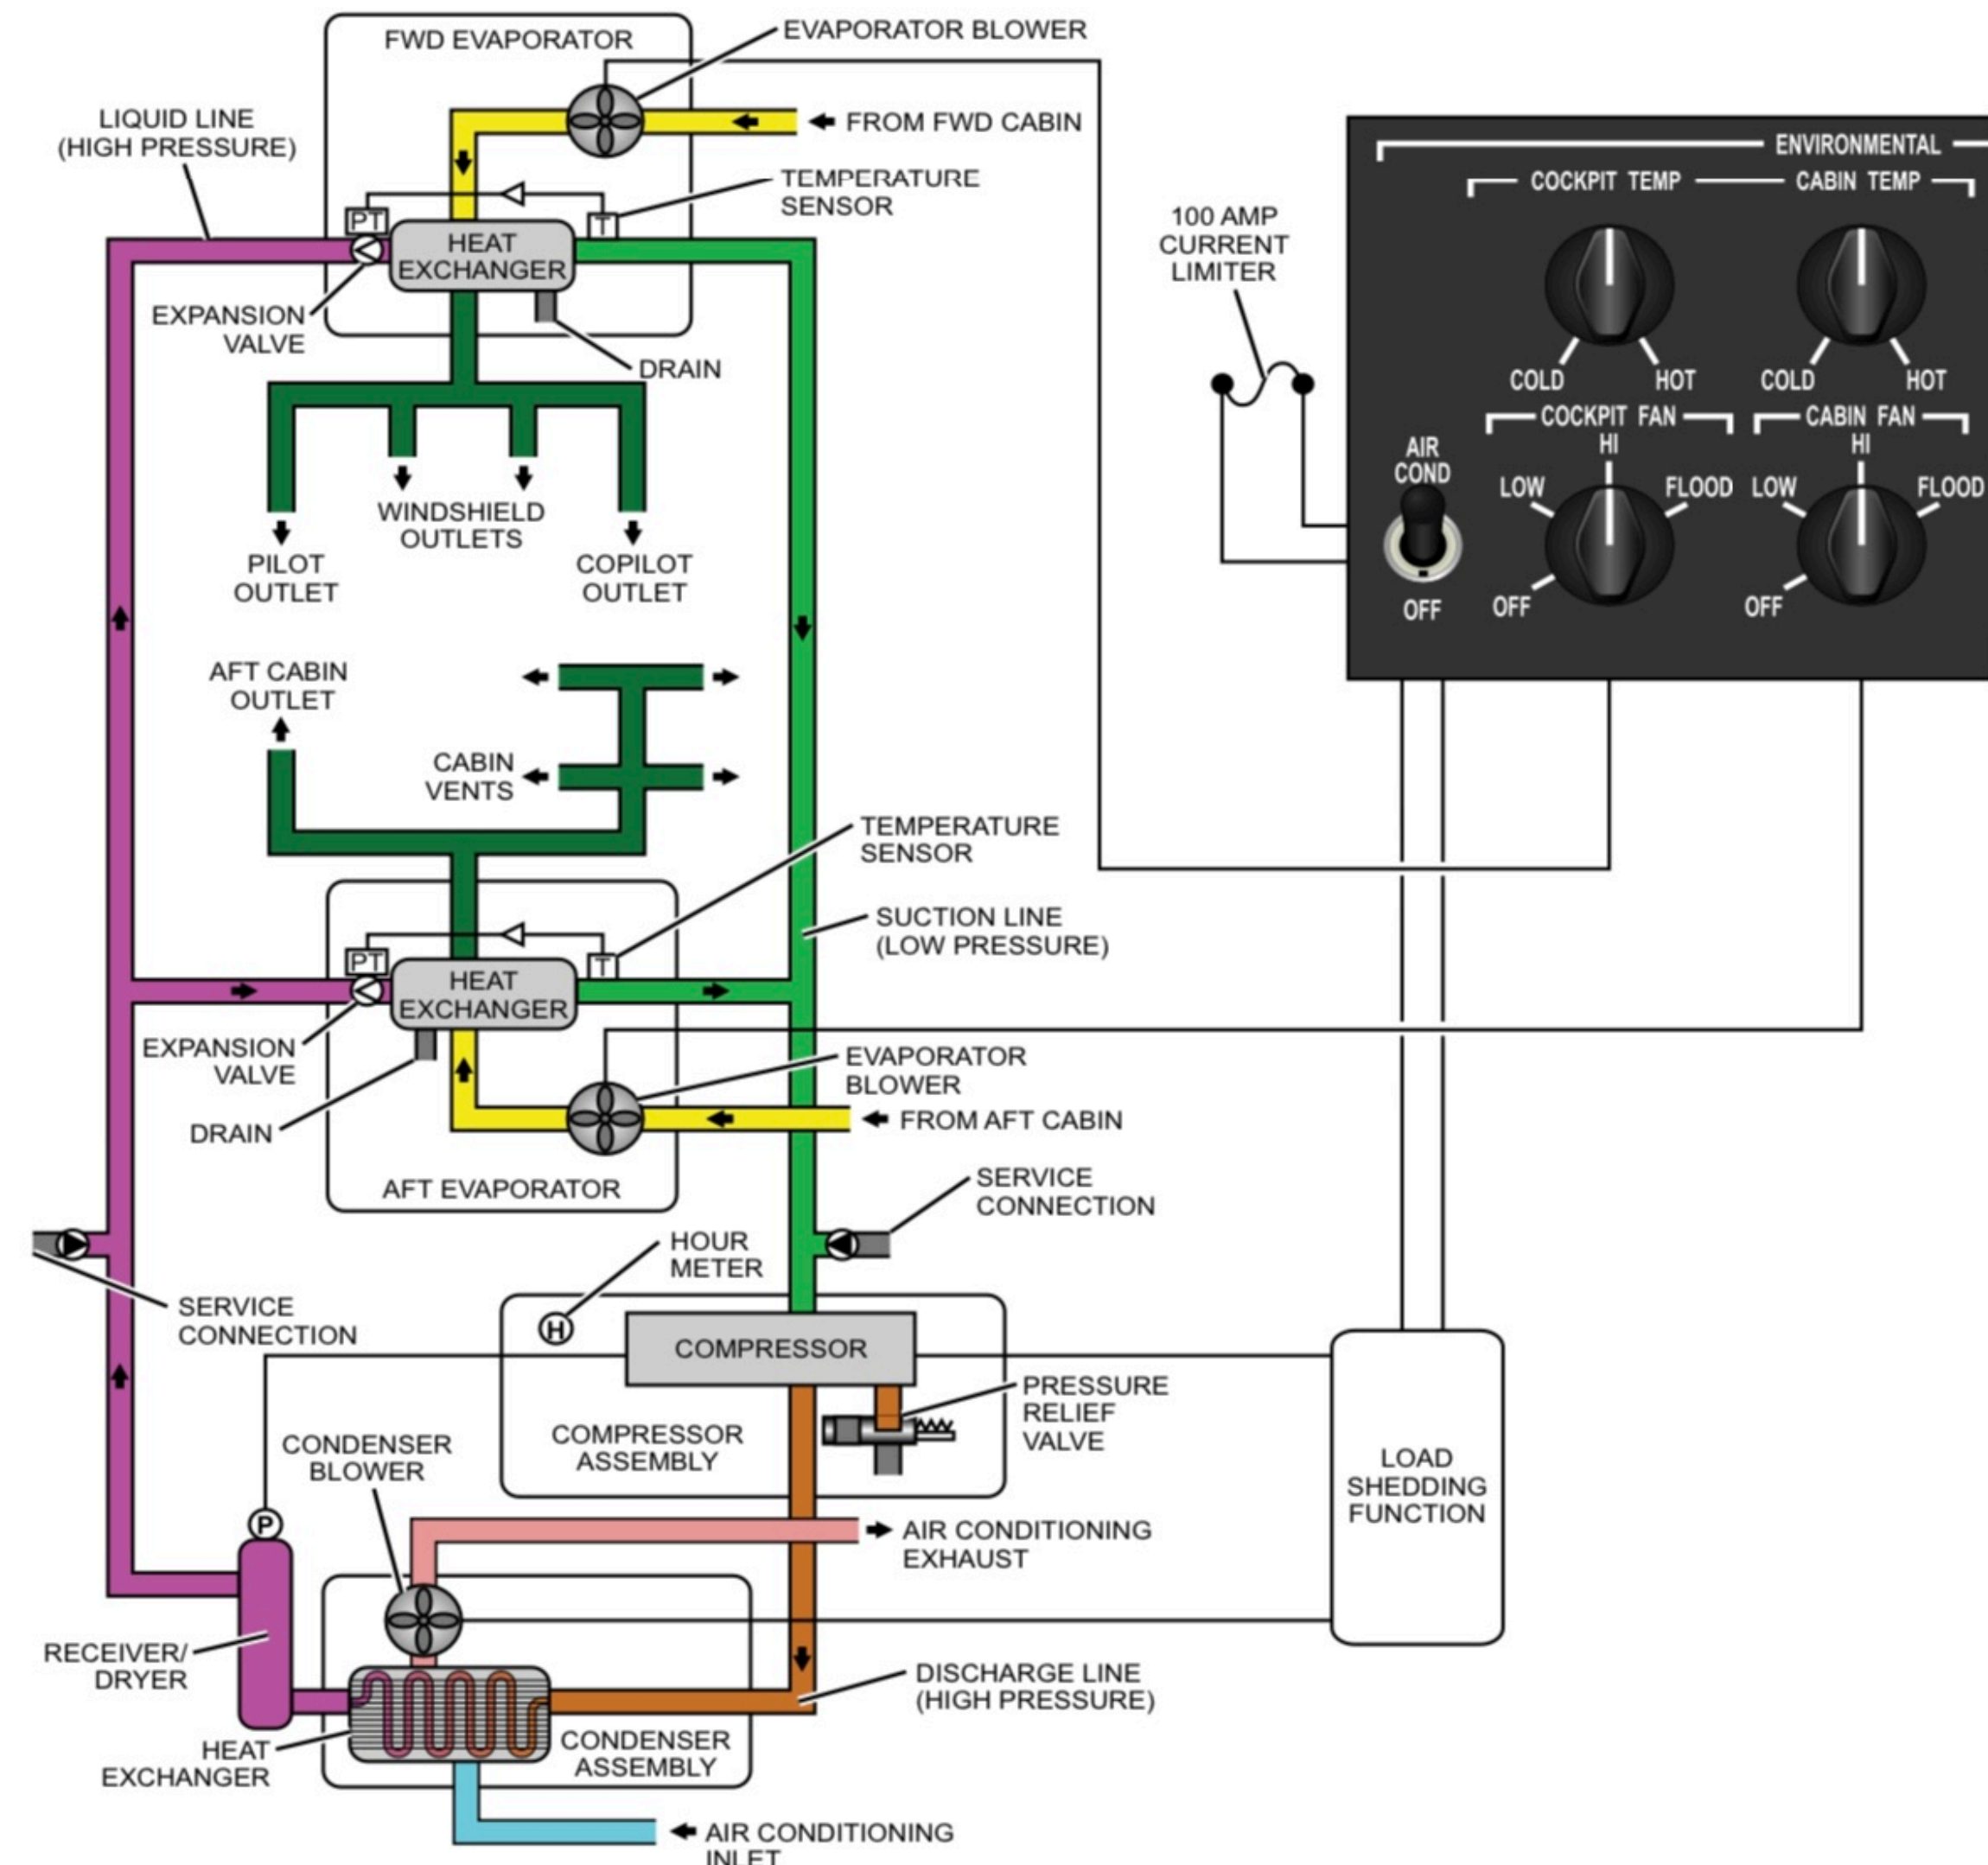 FWD EVAPORATOR
EVAPORATOR BLOWER
LIQUID LINE
(HIGH PRESSURE)
FROM FWD CABIN
TEMPERATURE
SENSOR
PT
T
HEAT
EXCHANGER
EXPANSION
VALVE
DRAIN
WINDSHIELD
OUTLETS
PILOT
OUTLET
COPILOT
OUTLET
100 AMP
CURRENT
LIMITER
ENVIRONMENTAL
COCKPIT TEMP
CABIN TEMP
COLD
HOT
COLD
HOT
COCKPIT FAN
CABIN FAN
HI
HI
AIR
COND
LOW
FLOOD
LOW
FLOOD
OFF
OFF
OFF
AFT CABIN
OUTLET
CABIN
VENTS
TEMPERATURE
SENSOR
SUCTION LINE
(LOW PRESSURE)
PT
T
HEAT
EXCHANGER
EXPANSION
VALVE
EVAPORATOR
BLOWER
DRAIN
FROM AFT CABIN
AFT EVAPORATOR
SERVICE
CONNECTION
HOUR
METER
SERVICE
CONNECTION
H
COMPRESSOR
PRESSURE
RELIEF
VALVE
COMPRESSOR
ASSEMBLY
CONDENSER
BLOWER
LOAD
SHEDDING
FUNCTION
P
AIR CONDITIONING
EXHAUST
RECEIVER/
DRYER
DISCHARGE LINE
(HIGH PRESSURE)
HEAT
EXCHANGER
CONDENSER
ASSEMBLY
AIR CONDITIONING
INLET